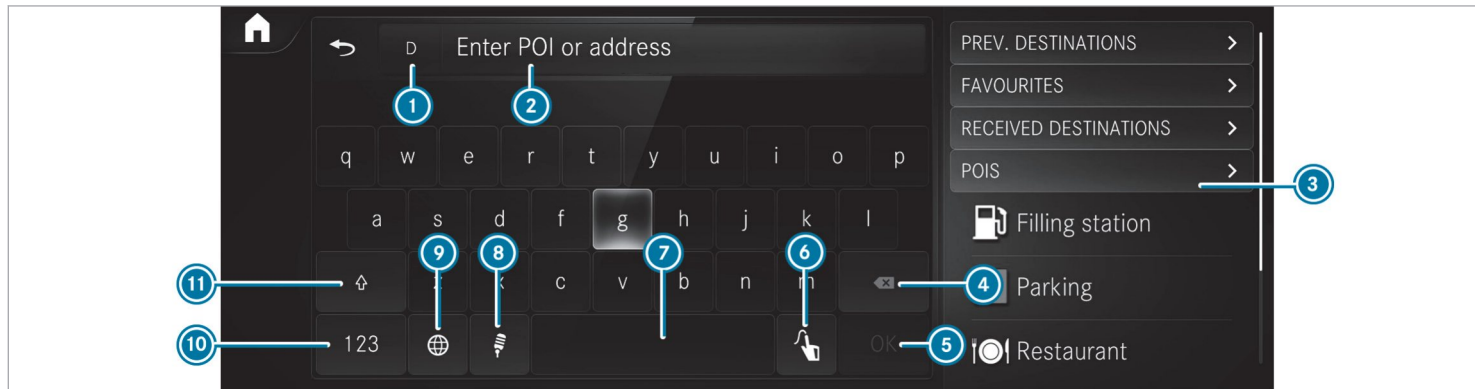 D Enter POI or address
1
2
PREV. DESTINATIONS
FAVOURITES
RECEIVED DESTINATIONS
POIS
3
q w e r t y u i o p
a s d f g h j k l
9
8
7
6
11
c v b n m
4
10
123
OK
5
Filling station
Parking
Restaurant